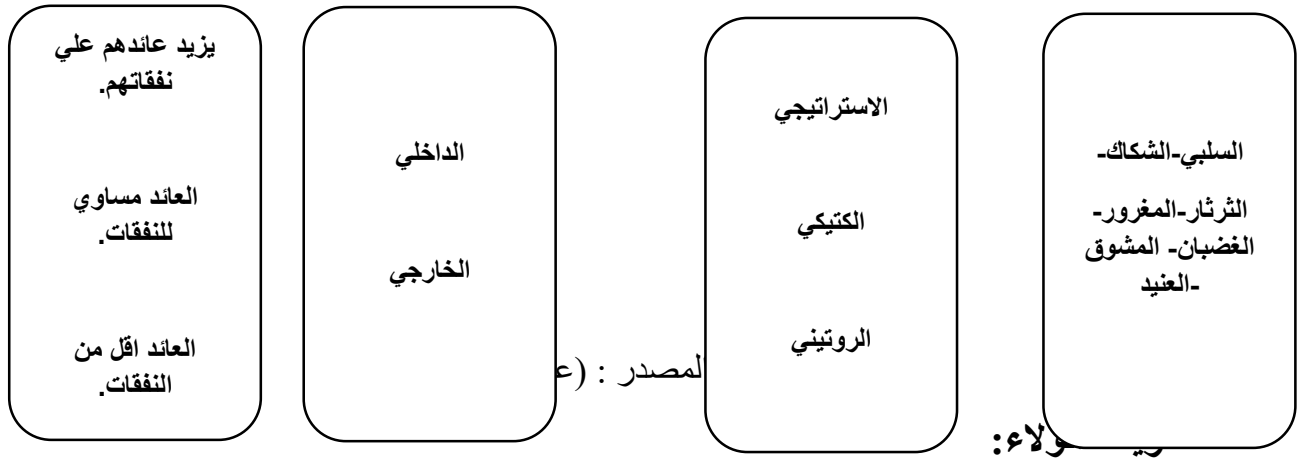 السلبي-الشكاك-
الثرثار-المغرور-
الغضبان- المشوق
-العنيد
الاستراتيجي
الكتيكي
الروتيني
الداخلي
الخارجي
يزيد عائدهم علي
نفقاتهم.
العائد مساوي
للنفقات.
العائد اقل من
النفقات.
المصدر :